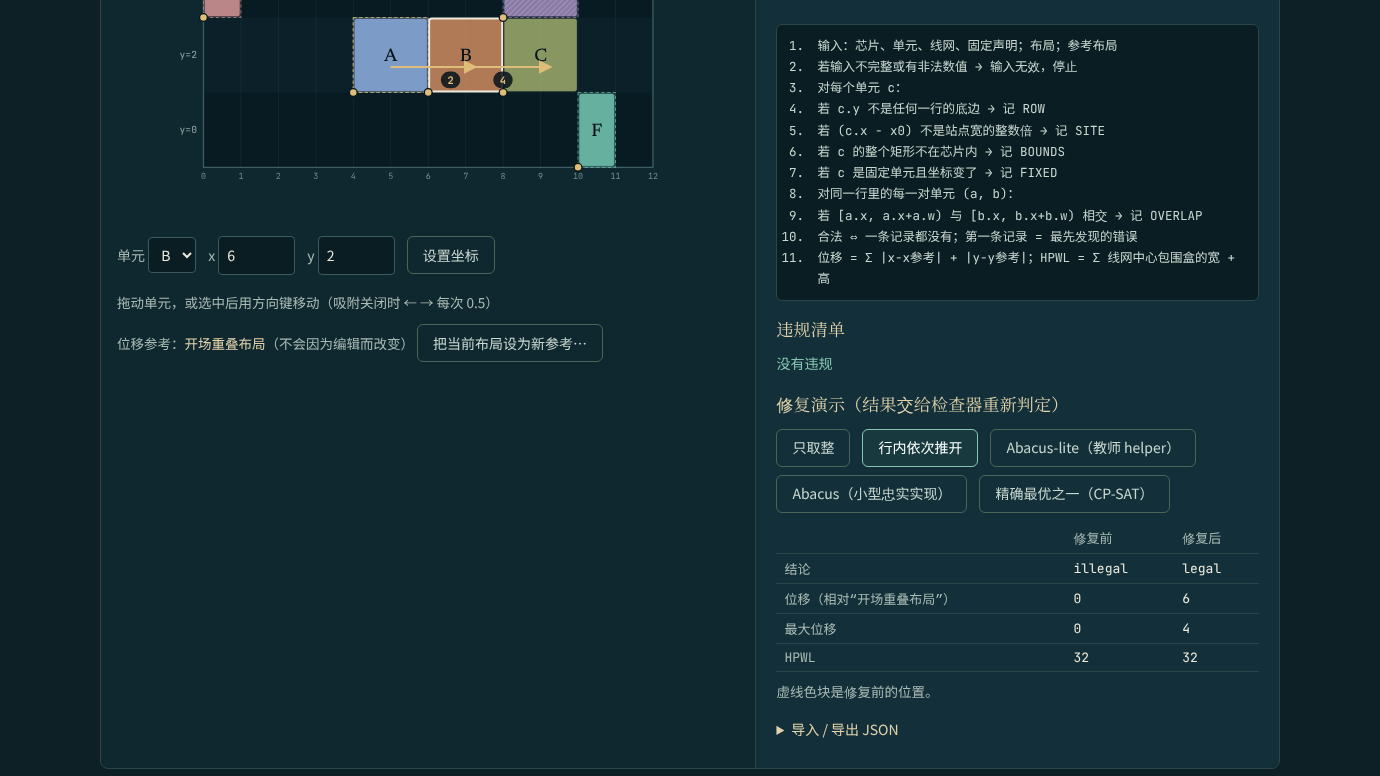 y=2
A
B
C
2
4
y=0
F
0 1 2 3 4 5 6 7 8 9 10 11 12
单元 B x 6 y 2 设置坐标
拖动单元，或选中后用方向键移动（吸附关闭时 ←→ 每次 0.5）
位移参考：开场重叠布局（不会因为编辑而改变） 把当前布局设为新参考…
1. 输入：芯片、单元、线网、固定声明；布局；参考布局
2. 若输入不完整或有非法数值 → 输入无效，停止
3. 对每个单元 c：
4. 若 c.y 不是任何一行的底边 → 记 ROW
5. 若 (c.x - x0) 不是站点宽的整数倍 → 记 SITE
6. 若 c 的整个矩形不在芯片内 → 记 BOUNDS
7. 若 c 是固定单元且坐标变了 → 记 FIXED
8. 对同一行里的每一对单元 (a, b)：
9. 若 [a.x, a.x+a.w) 与 [b.x, b.x+b.w) 相交 → 记 OVERLAP
10. 合法 ⇔ 一条记录都没有；第一条记录 = 最先发现的错误
11. 位移 = Σ |x-x参考| + |y-y参考|；HPWL = Σ 线网中心包围盒的宽 +
高
违规清单
没有违规
修复演示（结果交给检查器重新判定）
只取整 行内依次推开 Abacus-lite（教师 helper）
Abacus（小型忠实实现） 精确最优之一（CP-SAT）
修复前 修复后
结论 illegal legal
位移（相对“开场重叠布局”） 0 6
最大位移 0 4
HPWL 32 32
虚线色块是修复前的位置。
▶ 导入 / 导出 JSON